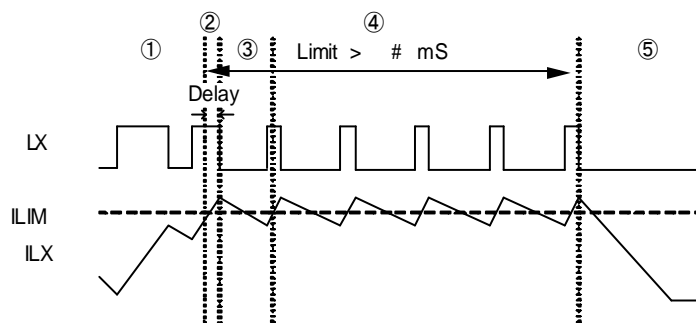 ① ② ③ ④ ⑤
Limit > # mS
Delay
LX
ILIM
ILX